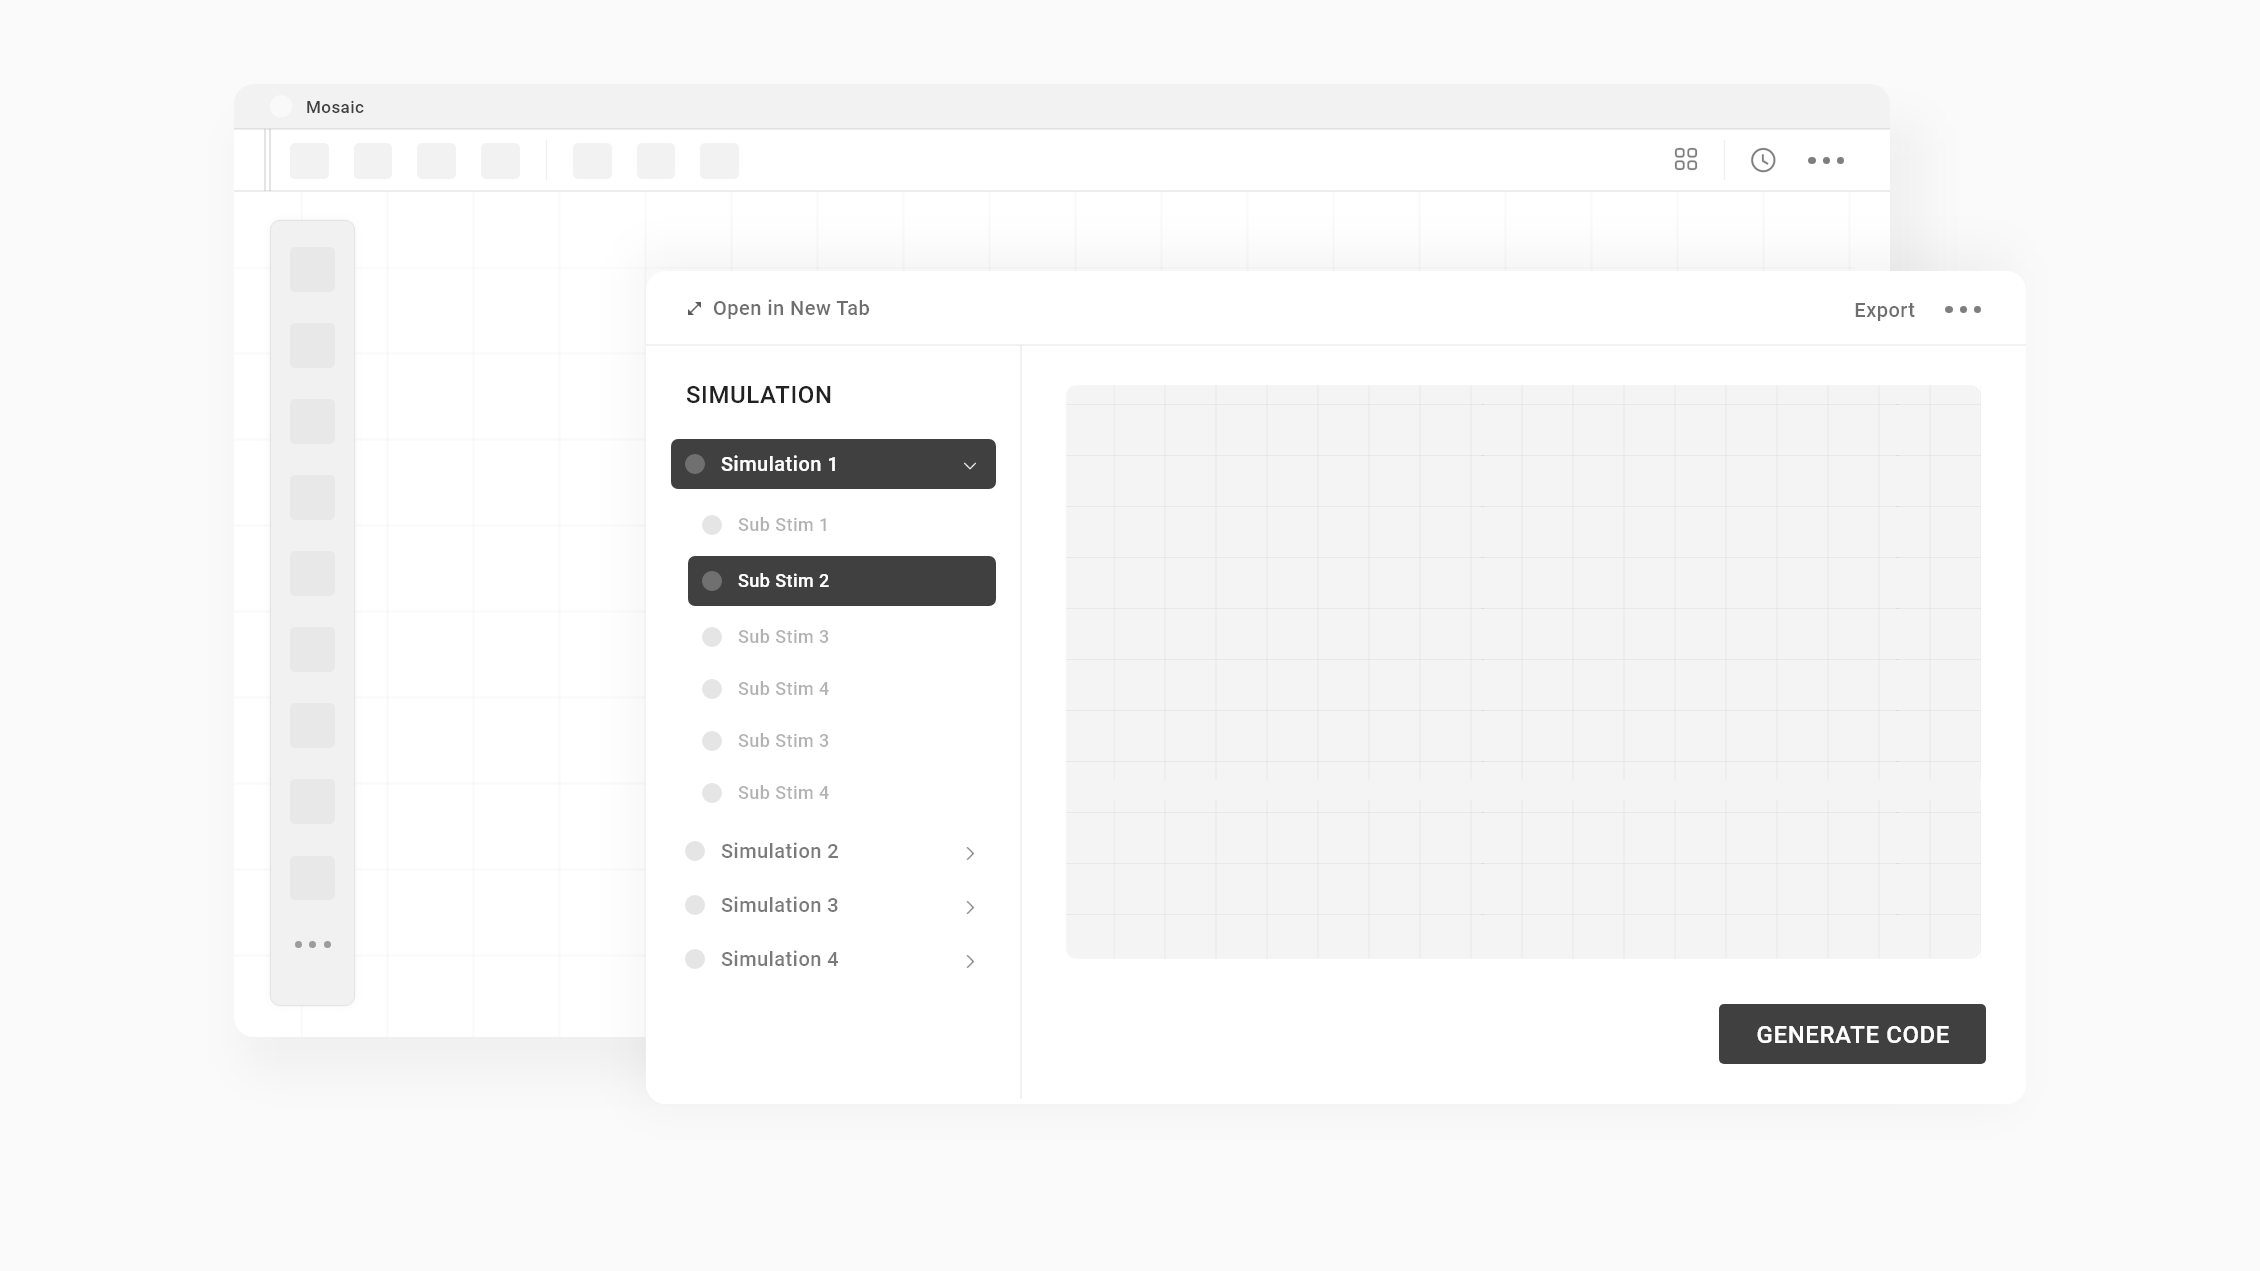 Mosaic
Open in New Tab
Export
SIMULATION
Simulation 1
Sub Stim 1
Sub Stim 2
Sub Stim 3
Sub Stim 4
Sub Stim 3
Sub Stim 4
Simulation 2
Simulation 3
Simulation 4
GENERATE CODE